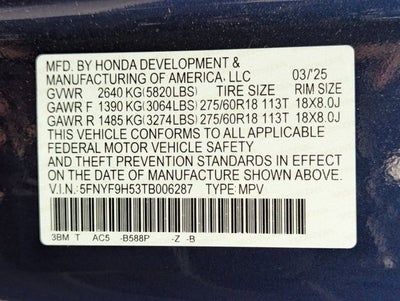 MFD. BY HONDA DEVELOPMENT &
MANUFACTURING OF AMERICA, LLC 03/'25
GVWR 2640 KG(5820LBS) TIRE SIZE RIM SIZE
GAWR F 1390 KG(3064LBS) 275/60R18 113T 18X8.0J
GAWR R 1485 KG(3274LBS) 275/60R18 113T 18X8.0J
THIS VEHICLE CONFORMS TO ALL APPLICABLE
FEDERAL MOTOR VEHICLE SAFETY
STANDARDS AND THEFT PREVENTION STANDARD IN EFFECT
ON THE DATE OF MANUFACTURE SHOWN ABOVE.
V.I.N.:5FNYF9H53TB006287 TYPE:MPV
3BM T AC5 -B588P -Z -B